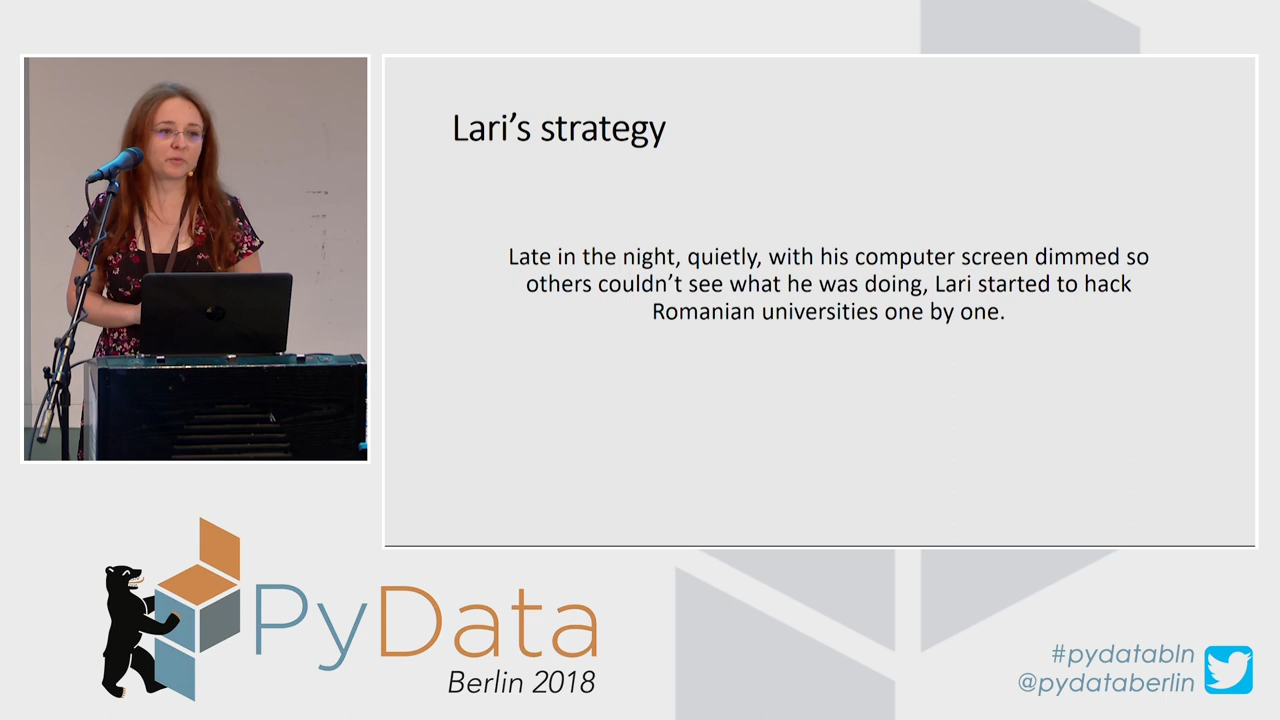 Lari’s strategy
Late in the night, quietly, with his computer screen dimmed so
others couldn’t see what he was doing, Lari started to hack
Romanian universities one by one.
PyData
Berlin 2018
#pydatabln
@pydataberlin